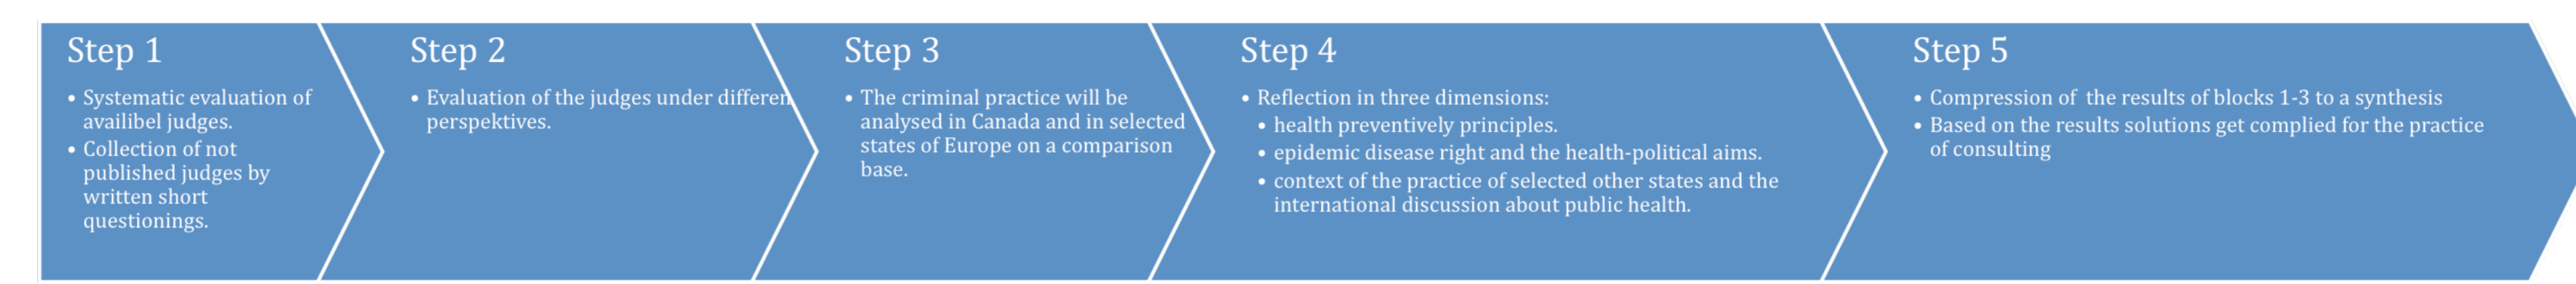 Step 1
• Systematic evaluation of
availibel judges.
• Collection of not
published judges by
written short
questionings.
Step 2
• Evaluation of the judges under differen
perspektives.
Step 3
• The criminal practice will be
analysed in Canada and in selected
states of Europe on a comparison
base.
Step 4
• Reflection in three dimensions:
• health preventively principles.
• epidemic disease right and the health-political aims.
• context of the practice of selected other states and the
international discussion about public health.
Step 5
• Compression of the results of blocks 1-3 to a synthesis
• Based on the results solutions get complied for the practice
of consulting